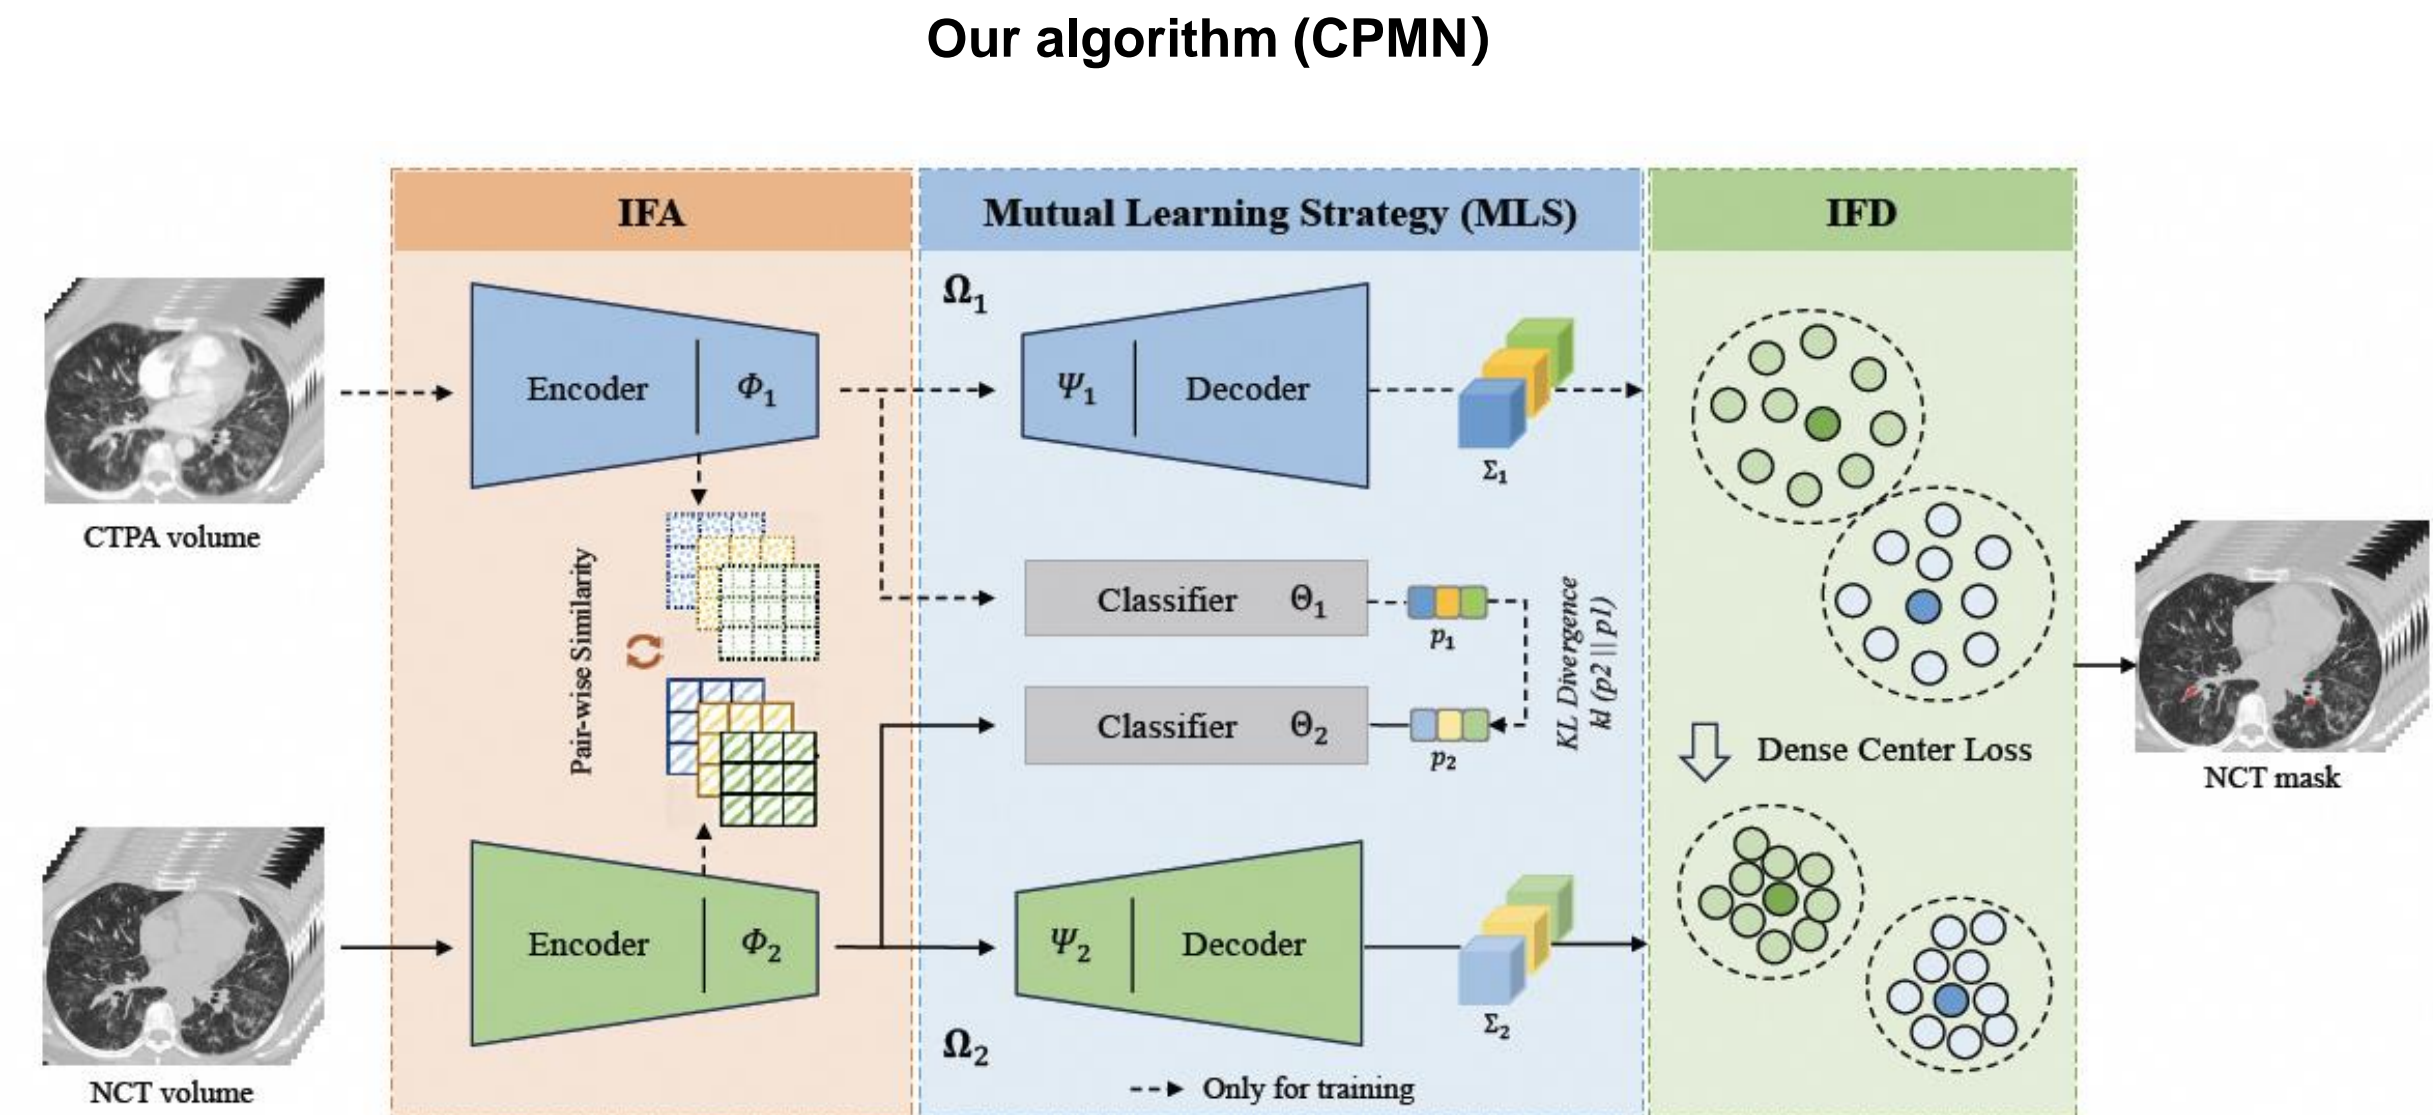 Our algorithm (CPMN)
IFA
Mutual Learning Strategy (MLS)
IFD
CTPA volume
Encoder Φ₁
Ω₁
Ψ₁ Decoder
Σ₁
Pair-wise Similarity
Classifier Θ₁
p₁
Classifier Θ₂
p₂
KL Divergence
kl (p2 || p1)
Dense Center Loss
NCT mask
NCT volume
Encoder Φ₂
Ω₂
Ψ₂ Decoder
Σ₂
Only for training